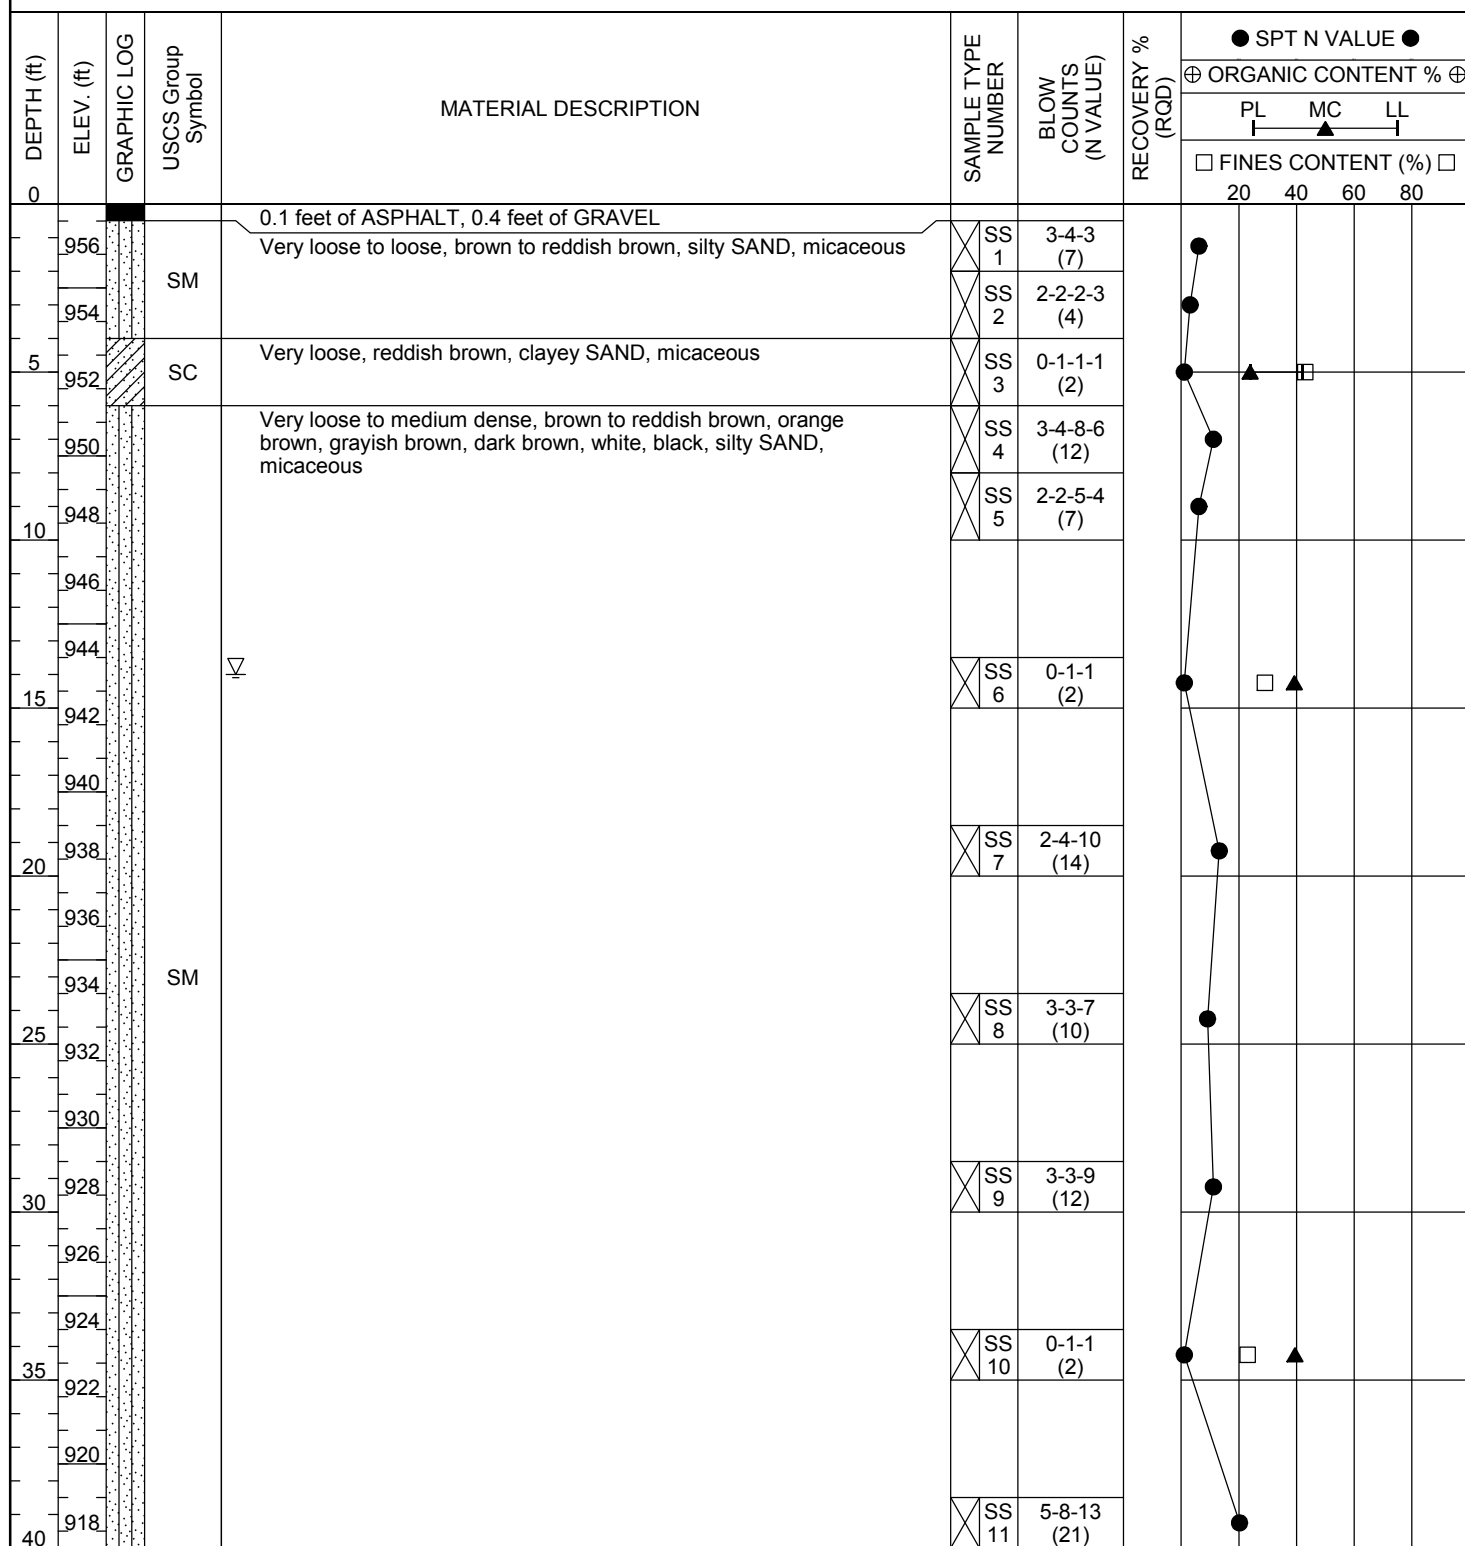 DEPTH (ft)
ELEV. (ft)
GRAPHIC LOG
USCS Group
Symbol
MATERIAL DESCRIPTION
SAMPLE TYPE
NUMBER
BLOW
COUNTS
(N VALUE)
RECOVERY %
(RQD)
● SPT N VALUE ●
⊕ ORGANIC CONTENT % ⊕
PL MC LL
□ FINES CONTENT (%) □
20 40 60 80
0
0.1 feet of ASPHALT, 0.4 feet of GRAVEL
956
SM
Very loose to loose, brown to reddish brown, silty SAND, micaceous
SS
1
3-4-3
(7)
954
SS
2
2-2-2-3
(4)
5
952
SC
Very loose, reddish brown, clayey SAND, micaceous
SS
3
0-1-1-1
(2)
Very loose to medium dense, brown to reddish brown, orange
brown, grayish brown, dark brown, white, black, silty SAND,
micaceous
950
SS
4
3-4-8-6
(12)
948
SS
5
2-2-5-4
(7)
10
946
944
SS
6
0-1-1
(2)
15
942
940
938
SS
7
2-4-10
(14)
20
936
934
SM
SS
8
3-3-7
(10)
25
932
930
928
SS
9
3-3-9
(12)
30
926
924
SS
10
0-1-1
(2)
35
922
920
918
SS
11
5-8-13
(21)
40